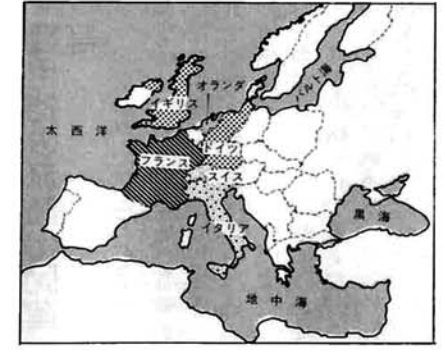 オランダ
バルト海
イギリス
太西洋
ドイツ
フランス
スイス
黒海
イタリア
地中海